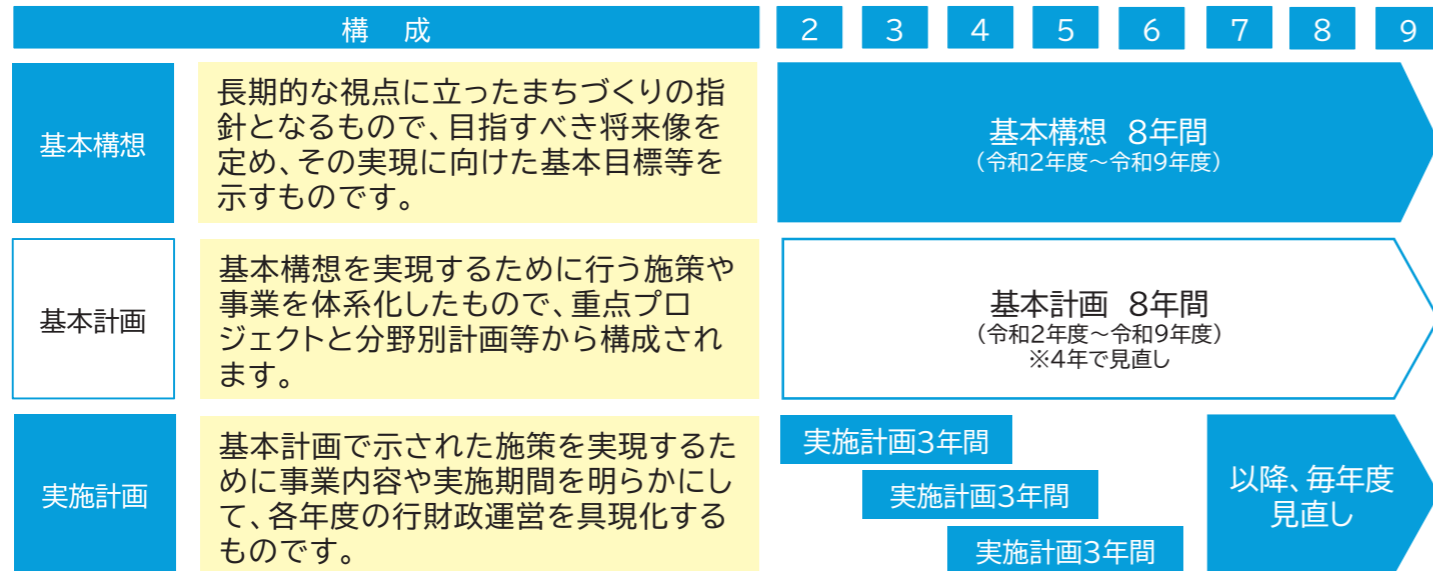 構 成
2 3 4 5 6 7 8 9
基本構想
長期的な視点に立ったまちづくりの指
針となるもので、目指すべき将来像を
定め、その実現に向けた基本目標等を
示すものです。
基本構想 8年間
(令和2年度~令和9年度)
基本計画
基本構想を実現するために行う施策や
事業を体系化したもので、重点プロ
ジェクトと分野別計画等から構成され
ます。
基本計画 8年間
(令和2年度~令和9年度)
※4年で見直し
実施計画
基本計画で示された施策を実現するた
めに事業内容や実施期間を明らかにし
て、各年度の行財政運営を具現化する
ものです。
実施計画3年間
実施計画3年間
実施計画3年間
以降、毎年度
見直し